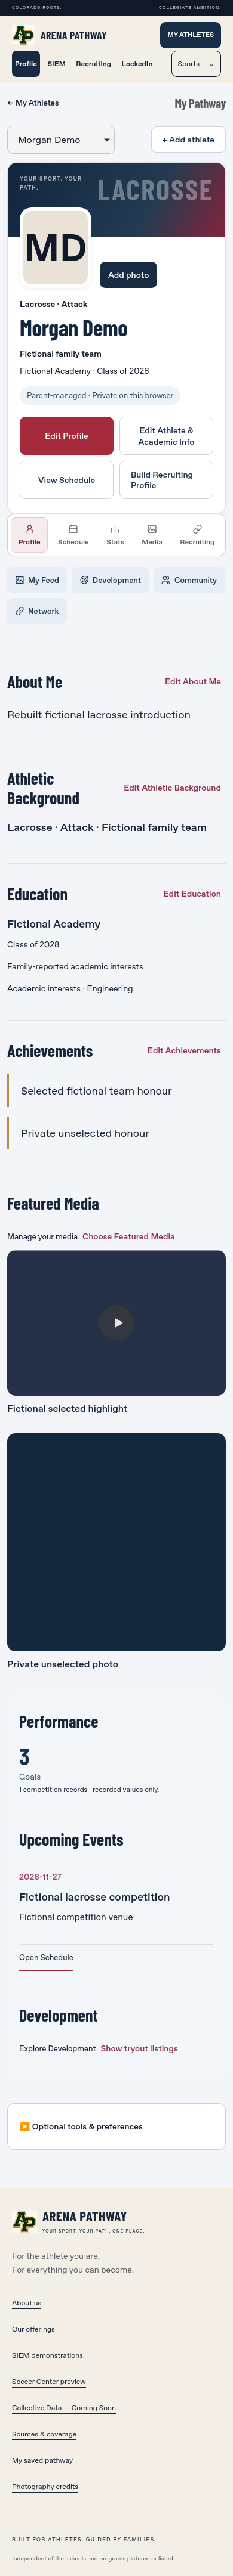 COLORADO ROOTS. COLLEGIATE AMBITION.
AP ARENA PATHWAY MY ATHLETES
Profile SIEM Recruiting LockedIn Sports
← My Athletes My Pathway
Morgan Demo + Add athlete
YOUR SPORT. YOUR
PATH.
LACROSSE
MD
Add photo
Lacrosse · Attack
Morgan Demo
Fictional family team
Fictional Academy · Class of 2028
Parent-managed · Private on this browser
Edit Profile
Edit Athlete &
Academic Info
View Schedule
Build Recruiting
Profile
Profile Schedule Stats Media Recruiting
My Feed Development Community
Network
About Me Edit About Me
Rebuilt fictional lacrosse introduction
Athletic
Background
Edit Athletic Background
Lacrosse · Attack · Fictional family team
Education Edit Education
Fictional Academy
Class of 2028
Family-reported academic interests
Academic interests · Engineering
Achievements Edit Achievements
Selected fictional team honour
Private unselected honour
Featured Media
Manage your media Choose Featured Media
Fictional selected highlight
Private unselected photo
Performance
3
Goals
1 competition records · recorded values only.
Upcoming Events
2026-11-27
Fictional lacrosse competition
Fictional competition venue
Open Schedule
Development
Explore Development Show tryout listings
Optional tools & preferences
AP ARENA PATHWAY
YOUR SPORT. YOUR PATH. ONE PLACE.
For the athlete you are.
For everything you can become.
About us
Our offerings
SIEM demonstrations
Soccer Center preview
Collective Data — Coming Soon
Sources & coverage
My saved pathway
Photography credits
BUILT FOR ATHLETES. GUIDED BY FAMILIES.
Independent of the schools and programs pictured or listed.